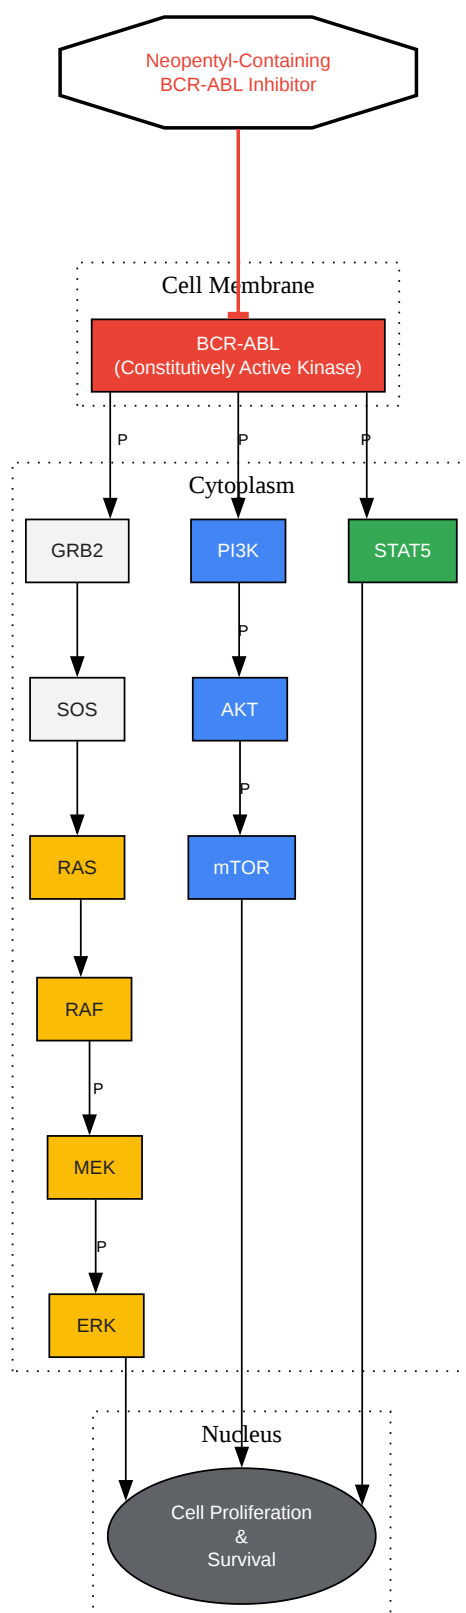 Neopentyl-Containing
BCR-ABL Inhibitor
Cell Membrane
BCR-ABL
(Constitutively Active Kinase)
P P P
Cytoplasm
GRB2 PI3K STAT5
P
SOS AKT
P
RAS mTOR
RAF
P
MEK
P
ERK
Nucleus
Cell Proliferation
&
Survival